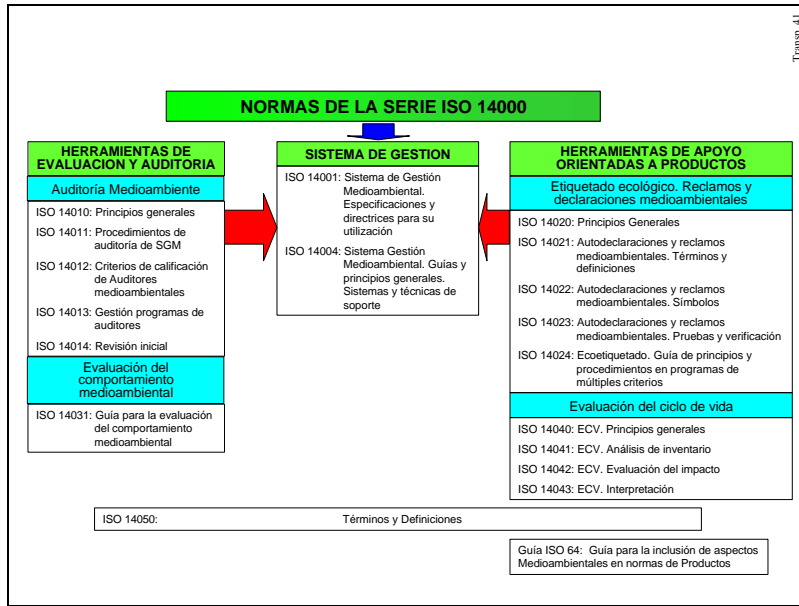 Transp. 41
NORMAS DE LA SERIE ISO 14000
HERRAMIENTAS DE
EVALUACION Y AUDITORIA
Auditoría Medioambiente
ISO 14010: Principios generales
ISO 14011: Procedimientos de
auditoría de SGM
ISO 14012: Criterios de calificación
de Auditores
medioambientales
ISO 14013: Gestión programas de
auditores
ISO 14014: Revisión inicial
Evaluación del
comportamiento
medioambiental
ISO 14031: Guía para la evaluación
del comportamiento
medioambiental
SISTEMA DE GESTION
ISO 14001: Sistema de Gestión
Medioambiental.
Especificaciones y
directrices para su
utilización
ISO 14004: Sistema Gestión
Medioambiental. Guías y
principios generales.
Sistemas y técnicas de
soporte
HERRAMIENTAS DE APOYO
ORIENTADAS A PRODUCTOS
Etiquetado ecológico. Reclamos y
declaraciones medioambientales
ISO 14020: Principios Generales
ISO 14021: Autodeclaraciones y reclamos
medioambientales. Términos y
definiciones
ISO 14022: Autodeclaraciones y reclamos
medioambientales. Símbolos
ISO 14023: Autodeclaraciones y reclamos
medioambientales. Pruebas y verificación
ISO 14024: Ecoetiquetado. Guía de principios y
procedimientos en programas de
múltiples criterios
Evaluación del ciclo de vida
ISO 14040: ECV. Principios generales
ISO 14041: ECV. Análisis de inventario
ISO 14042: ECV. Evaluación del impacto
ISO 14043: ECV. Interpretación
ISO 14050: Términos y Definiciones
Guía ISO 64: Guía para la inclusión de aspectos
Medioambientales en normas de Productos